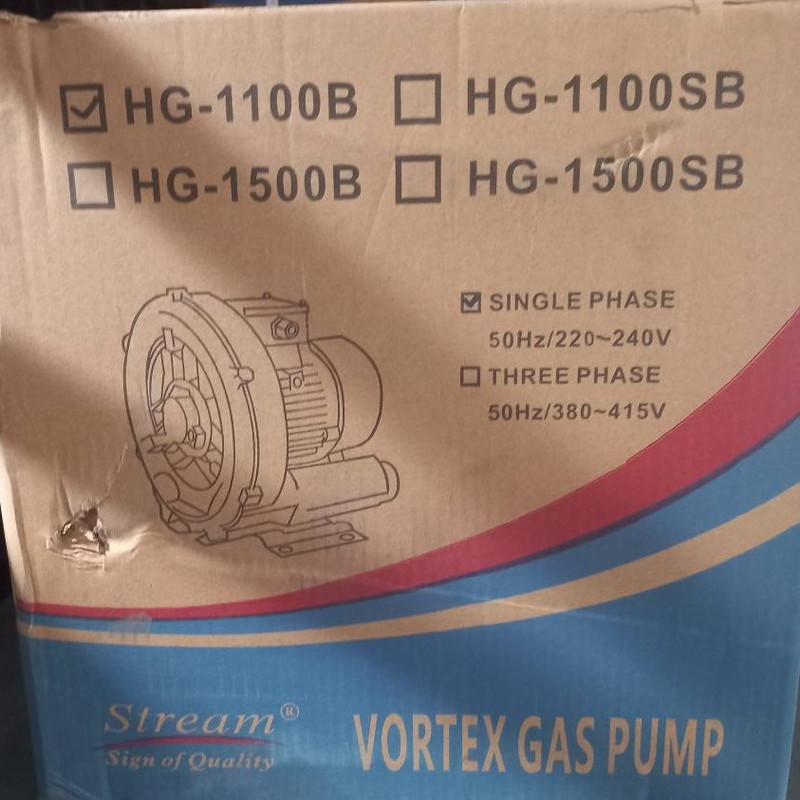 ☑ HG-1100B ☐ HG-1100SB
☐ HG-1500B ☐ HG-1500SB
☑ SINGLE PHASE
50Hz/220~240V
☐ THREE PHASE
50Hz/380~415V
Stream®
Sign of Quality
VORTEX GAS PUMP